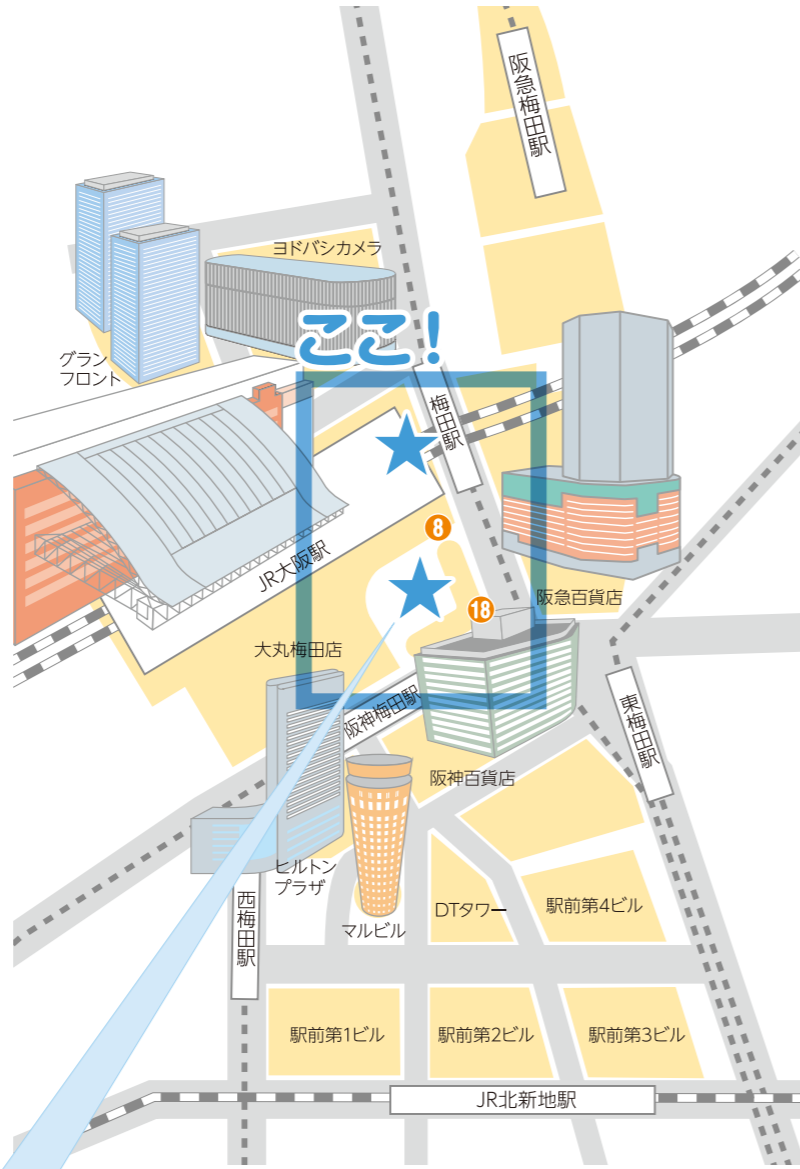 阪急梅田駅
ヨドバシカメラ
ここ!
グラン
フロント
梅田駅
8
JR大阪駅
18
阪急百貨店
大丸梅田店
阪神梅田駅
東梅田駅
阪神百貨店
ヒルトン
プラザ
西梅田駅
マルビル
DTタワー
駅前第4ビル
駅前第1ビル
駅前第2ビル
駅前第3ビル
JR北新地駅